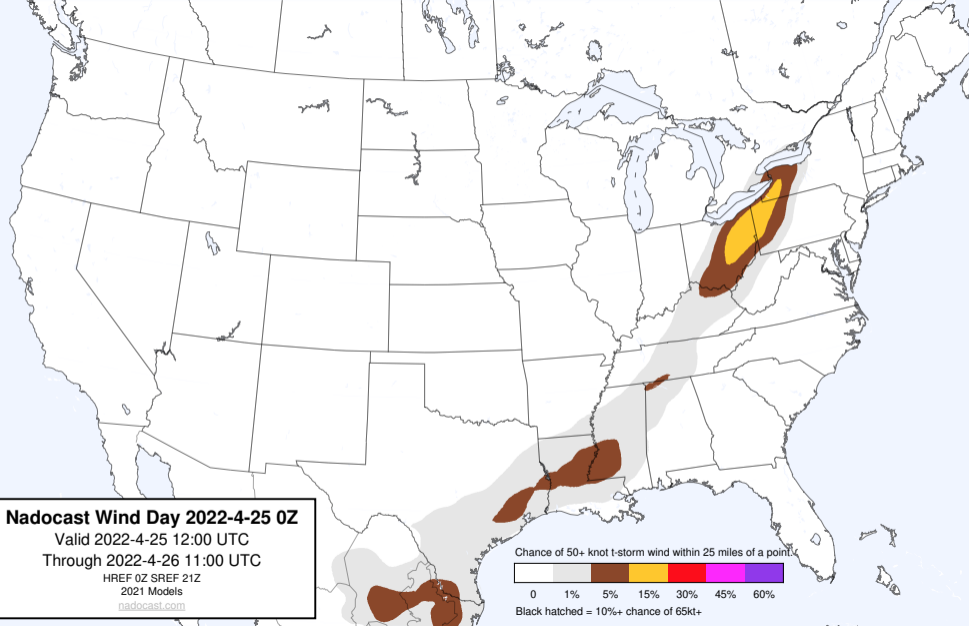 Nadocast Wind Day 2022-4-25 0Z
Valid 2022-4-25 12:00 UTC
Through 2022-4-26 11:00 UTC
HREF 0Z SREF 21Z
2021 Models
nadocast.com
Chance of 50+ knot t-storm wind within 25 miles of a point.
0 1% 5% 15% 30% 45% 60%
Black hatched = 10%+ chance of 65kt+